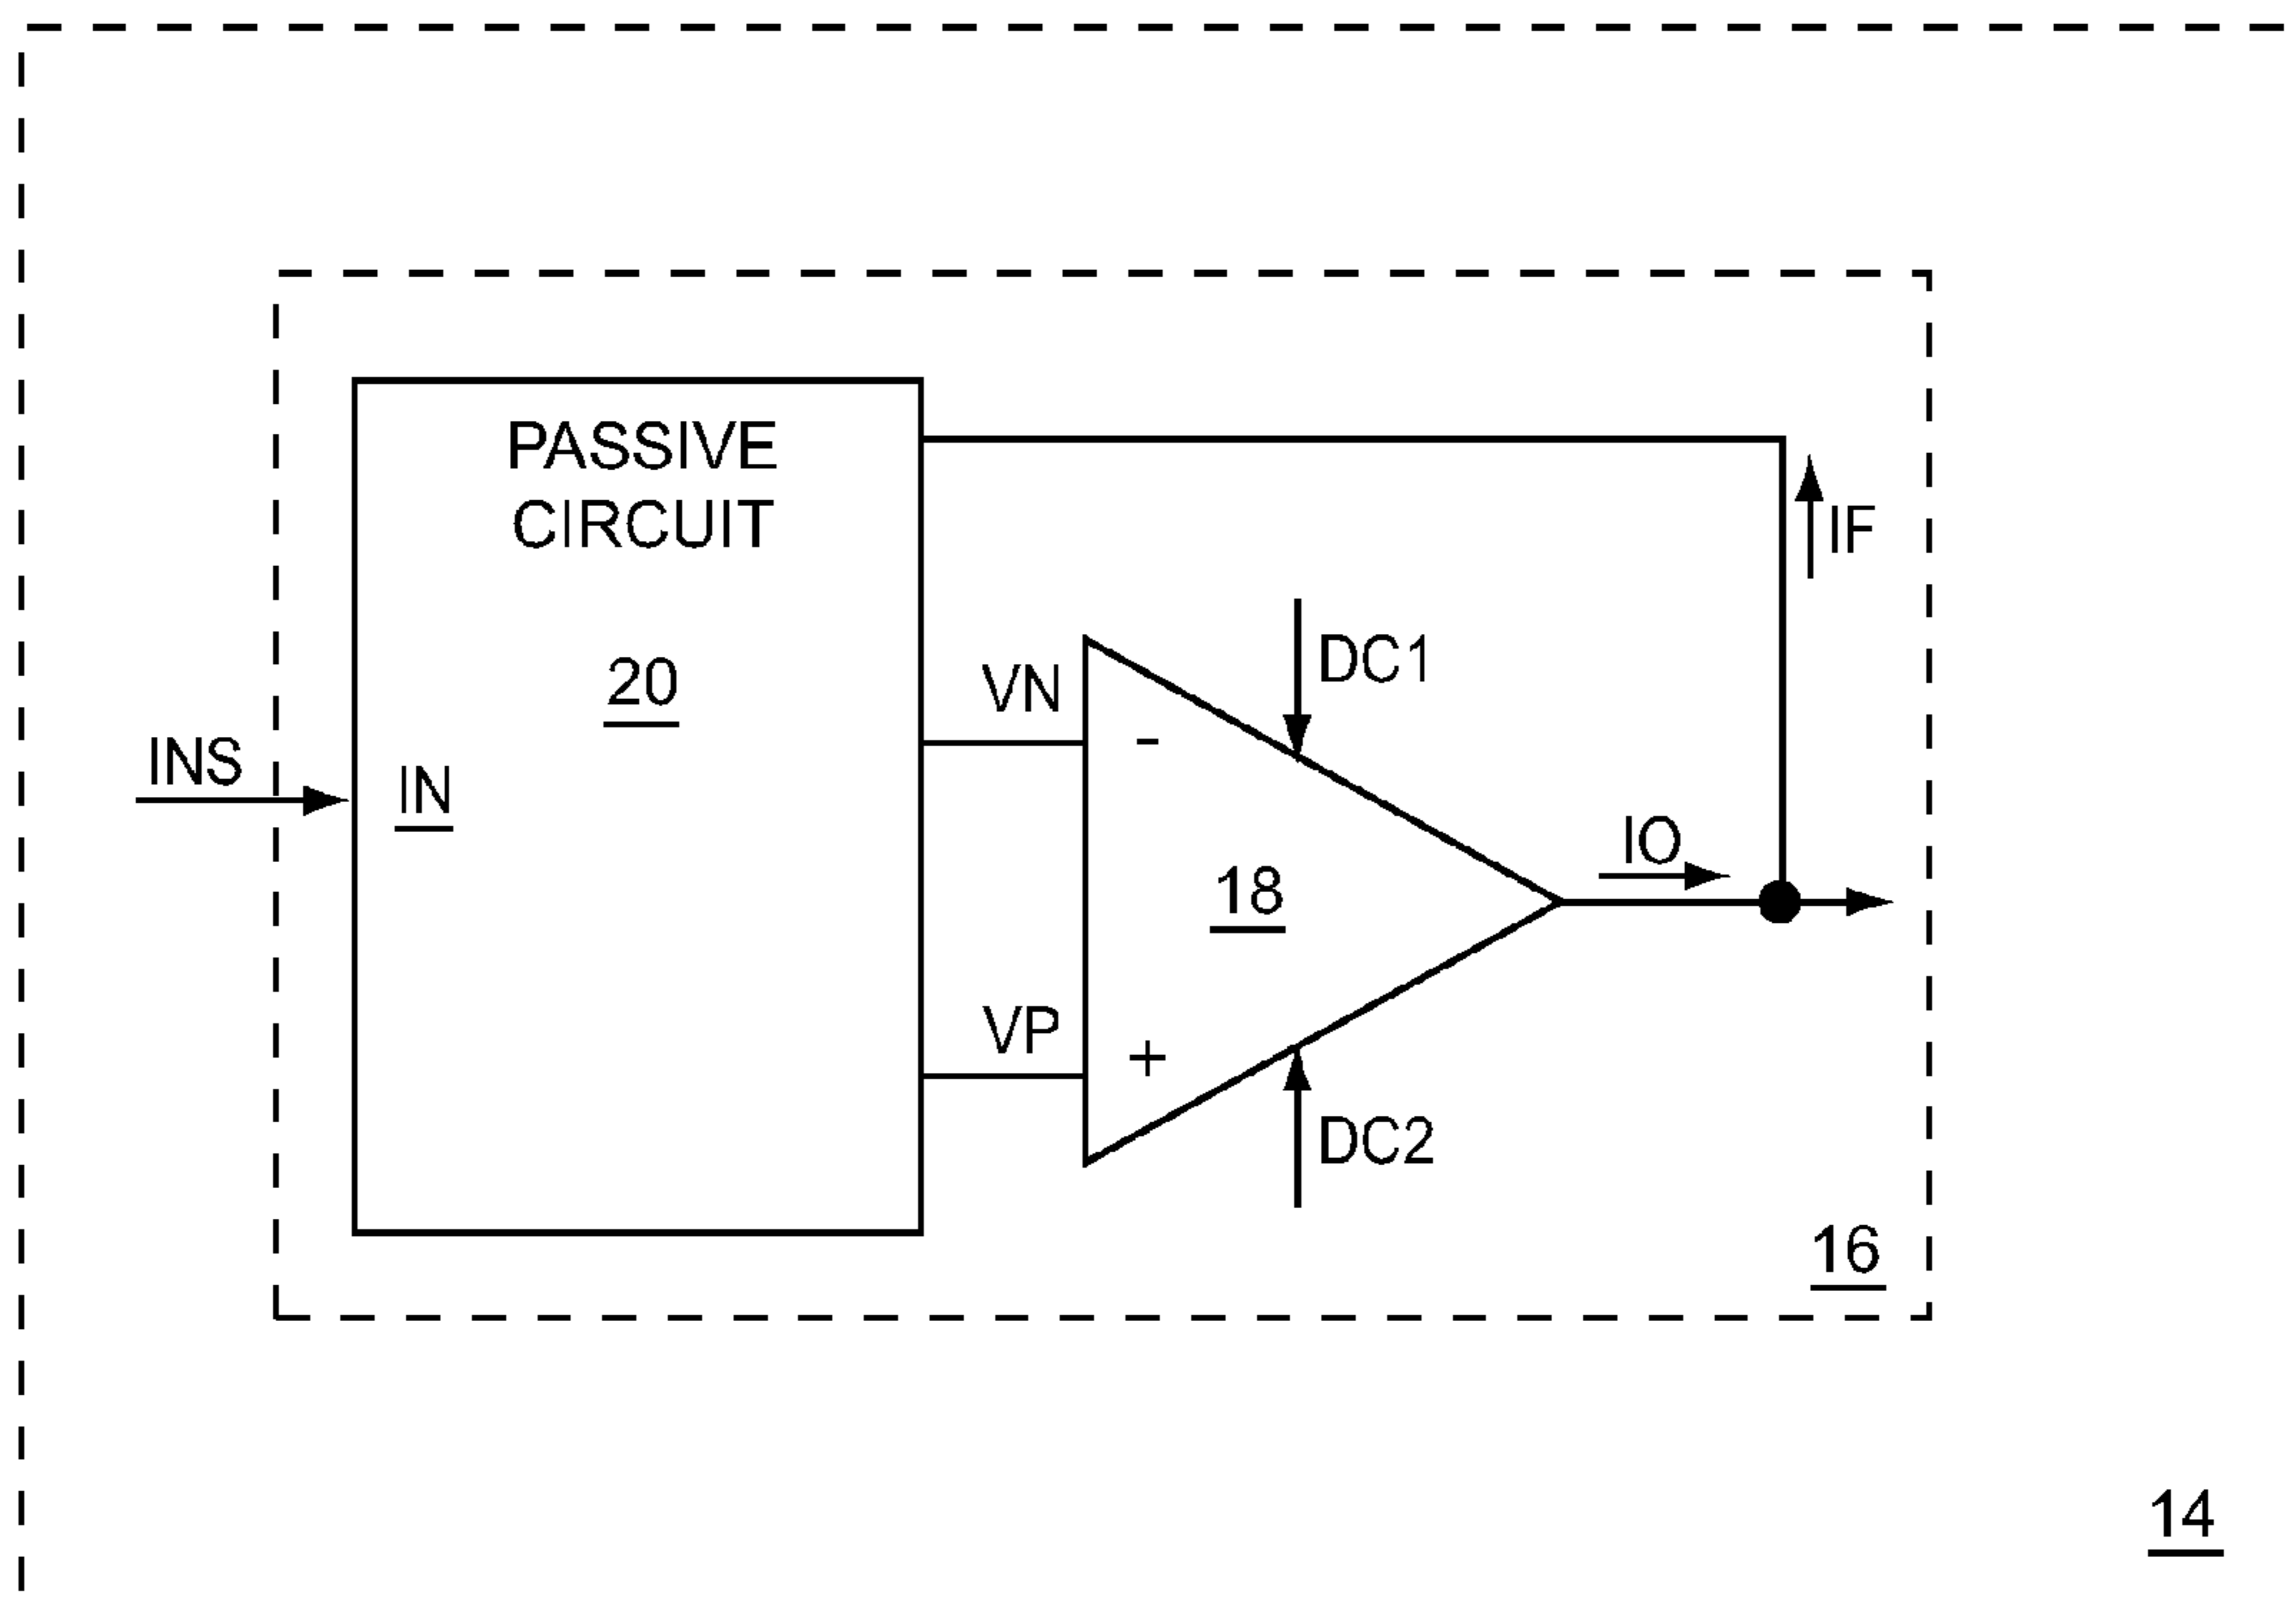 PASSIVE
CIRCUIT
IF
DC1
20
VN
-
INS
IN
IO
18
VP
+
DC2
16
14